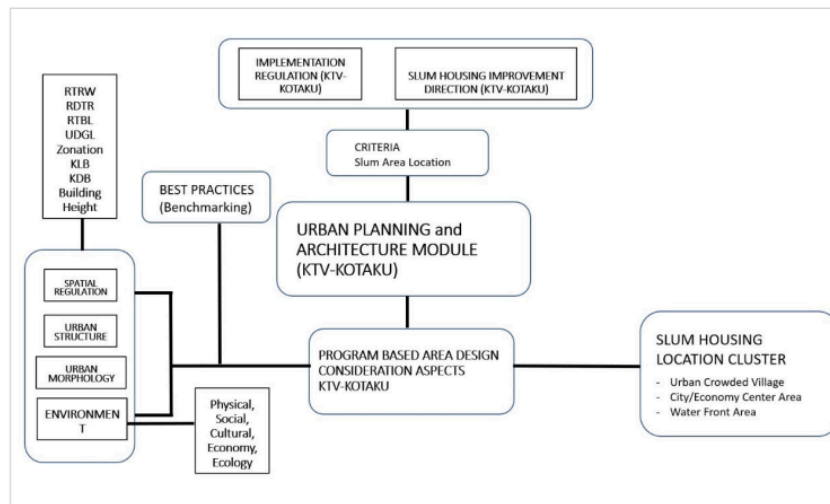 IMPLEMENTATION
REGULATION (KTV-
KOTAKU)
SLUM HOUSING IMPROVEMENT
DIRECTION (KTV-KOTAKU)
CRITERIA
Slum Area Location
RTRW
RDTR
RTBL
UDGL
Zonation
KLB
KDB
Building
Height
BEST PRACTICES
(Benchmarking)
URBAN PLANNING and
ARCHITECTURE MODULE
(KTV-KOTAKU)
SPATIAL
REGULATION
URBAN
STRUCTURE
URBAN
MORPHOLOGY
ENVIRONMEN
T
Physical,
Social,
Cultural,
Economy,
Ecology
PROGRAM BASED AREA DESIGN
CONSIDERATION ASPECTS
KTV-KOTAKU
SLUM HOUSING
LOCATION CLUSTER
- Urban Crowded Village
- City/Economy Center Area
- Water Front Area